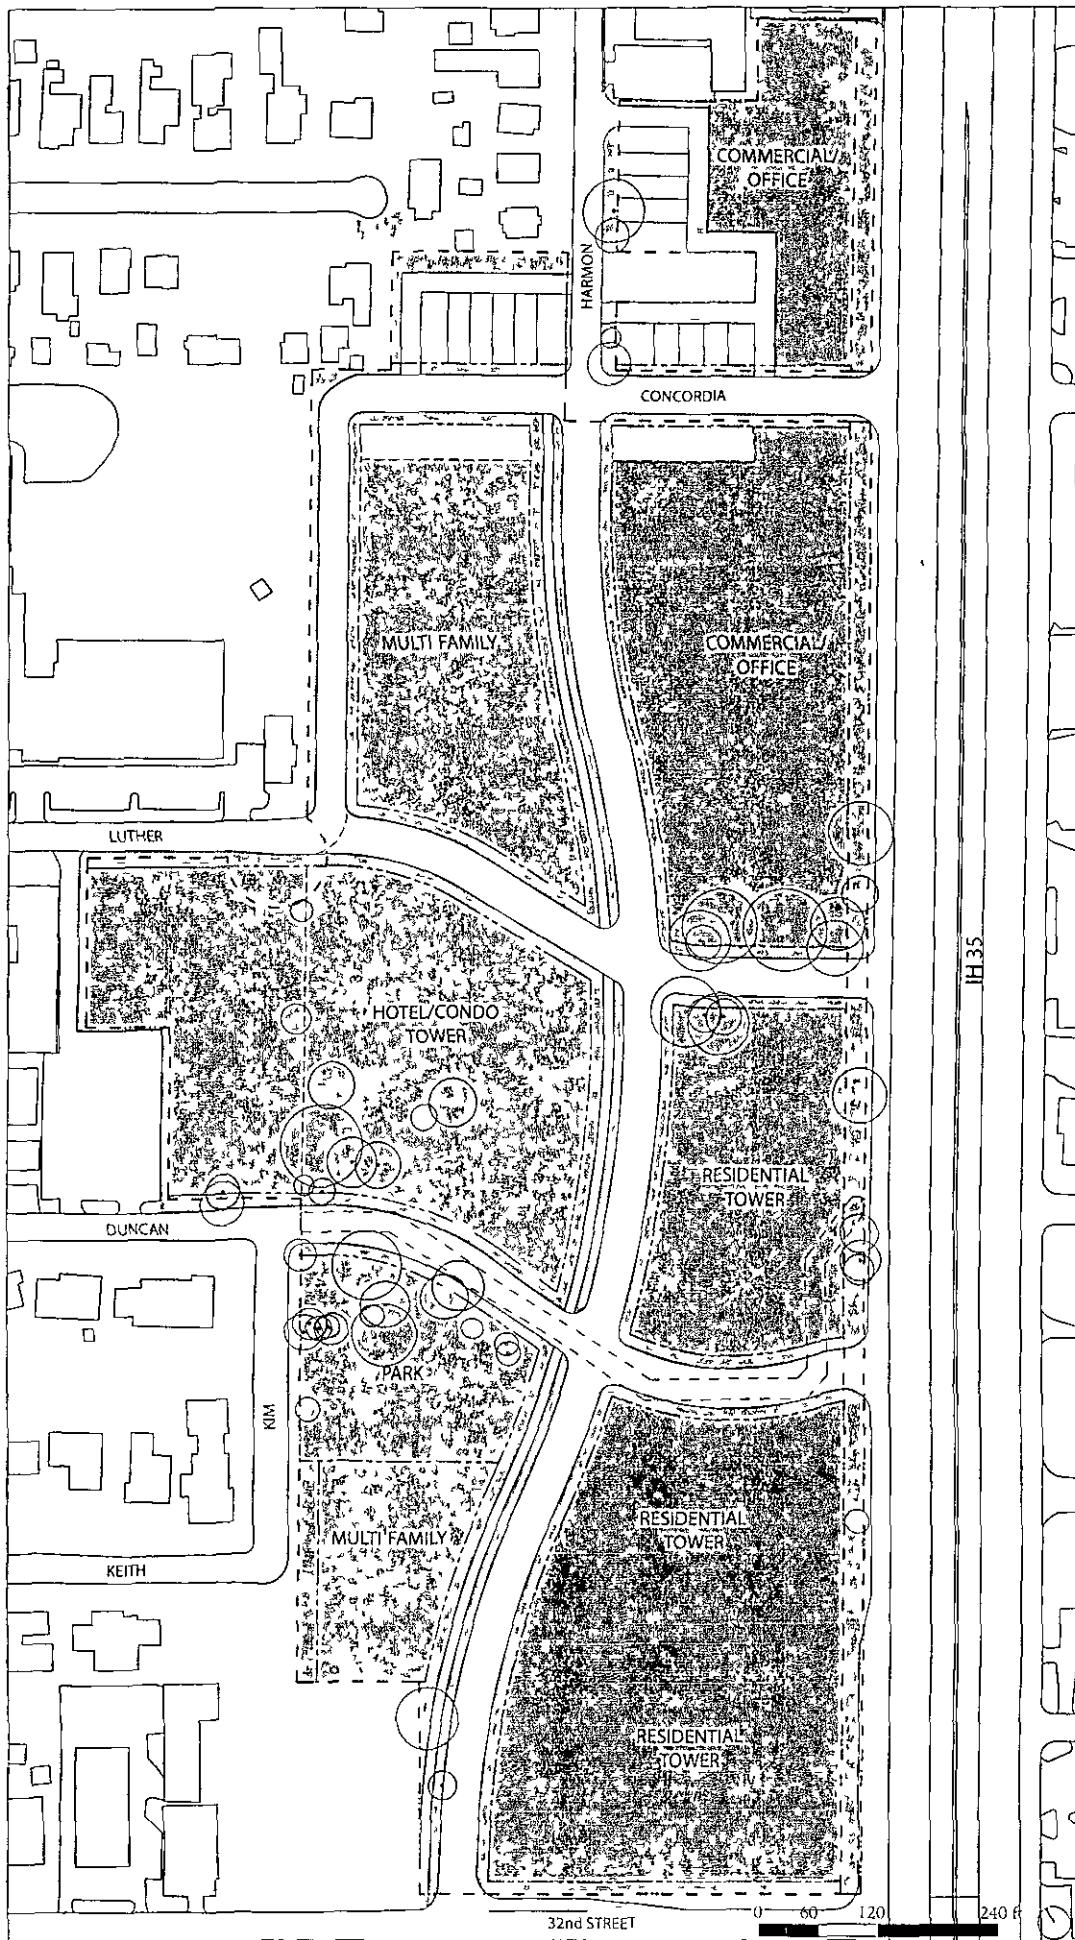 COMMERCIAL/
OFFICE
HARMON
CONCORDIA
MULTI FAMILY
COMMERCIAL/
OFFICE
LUTHER
IH 35
HOTEL/CONDO
TOWER
RESIDENTIAL
TOWER
DUNCAN
PARK
KIM
RESIDENTIAL
TOWER
MULTI FAMILY
KEITH
RESIDENTIAL
TOWER
0 60 120 240 f
32nd STREET